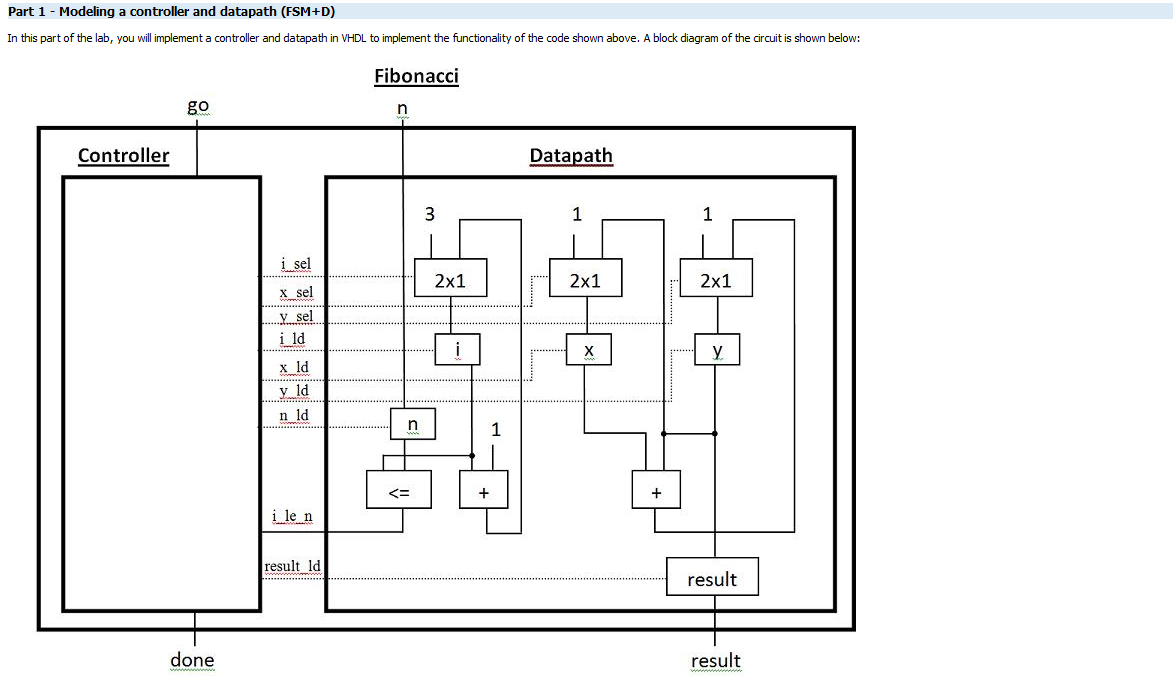 Part 1 - Modeling a controller and datapath (FSM+D)
In this part of the lab, you will implement a controller and datapath in VHDL to implement the functionality of the code shown above. A block diagram of the circuit is shown below:
Fibonacci
go
n
Controller
Datapath
3
1
1
i_sel
2x1
2x1
2x1
x_sel
y_sel
i_ld
i
x
y
x_ld
y_ld
n_ld
n
1
<=
+
+
i_le_n
result_ld
result
done
result